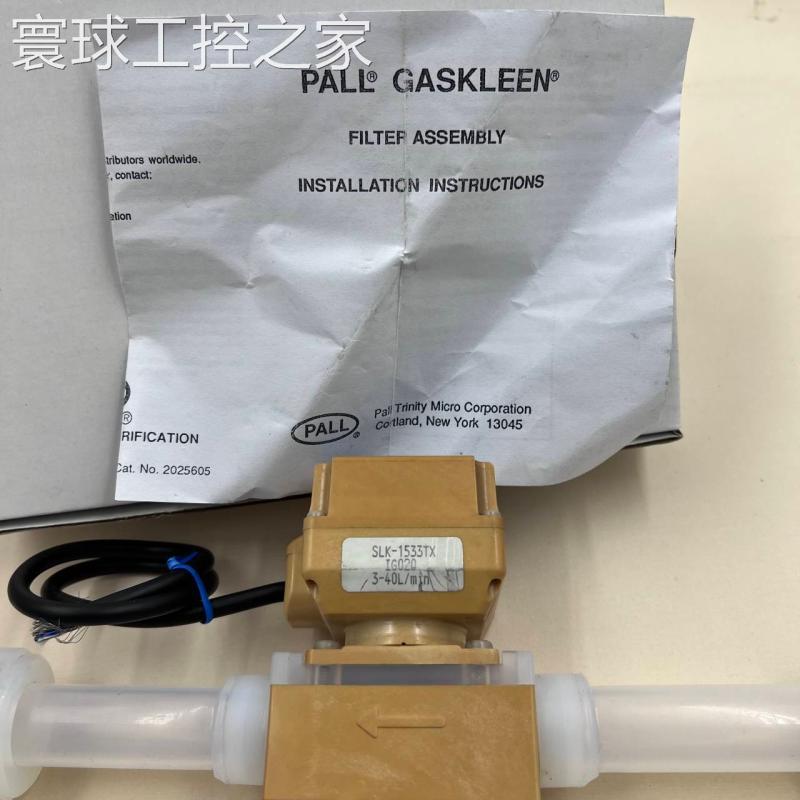 寰球工控之家
PALL® GASKLEEN®
FILTER ASSEMBLY
INSTALLATION INSTRUCTIONS
tributors worldwide.
, contact:
etion
®
RIFICATION
Cat. No. 2025605
PALL®
Pall Trinity Micro Corporation
Cortland, New York 13045
SLK-1533TX
IG020
3-40L/min